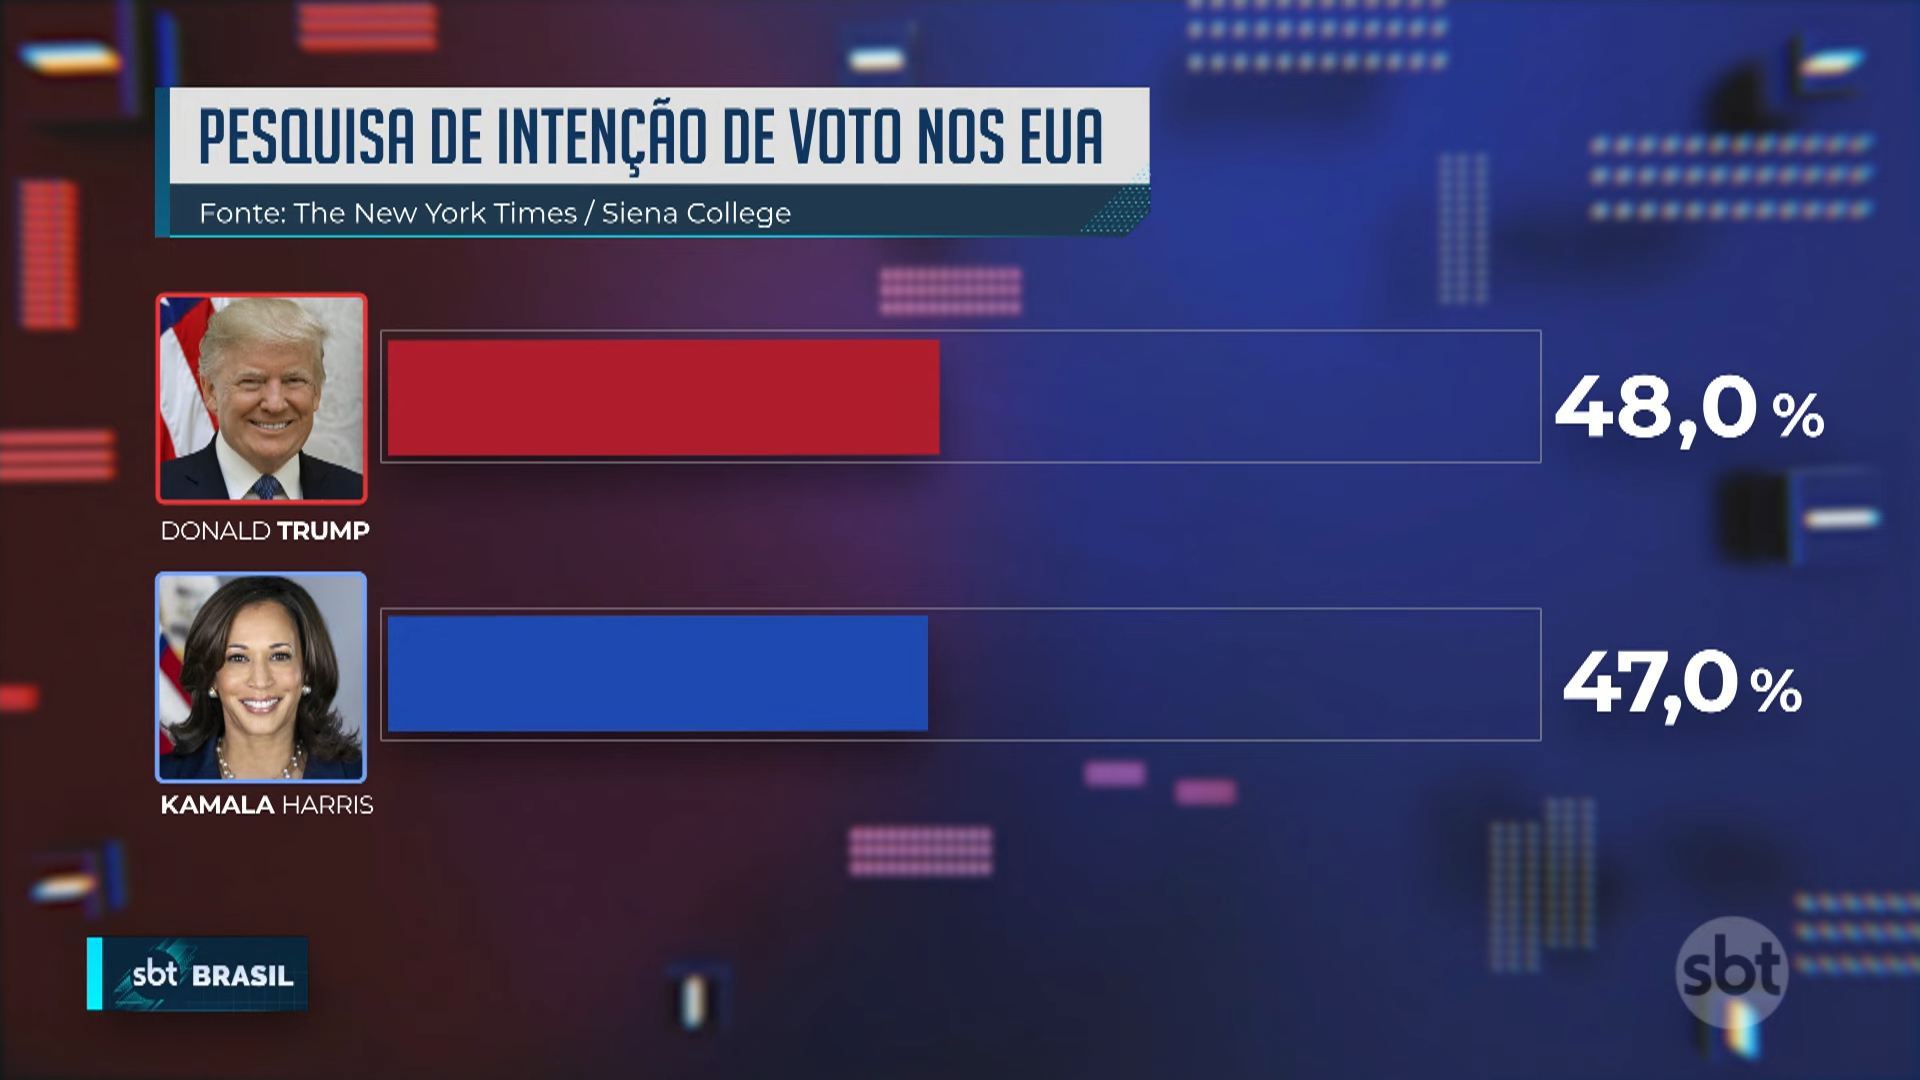 PESQUISA DE INTENÇÃO DE VOTO NOS EUA
Fonte: The New York Times / Siena College
48,0 %
DONALD TRUMP
47,0 %
KAMALA HARRIS
sbt BRASIL
sbt